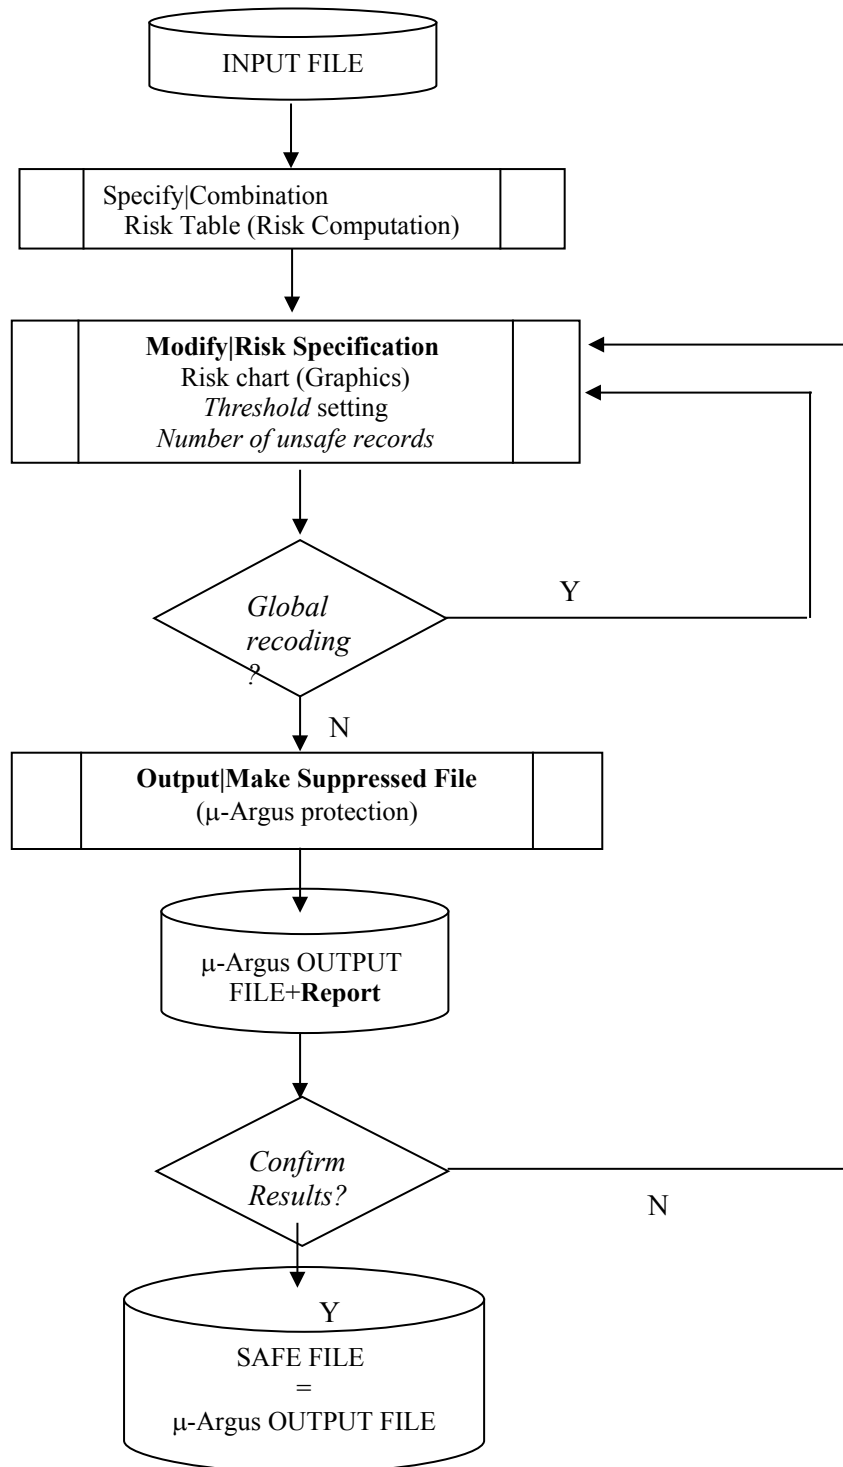 INPUT FILE
Specify|Combination
Risk Table (Risk Computation)
Modify|Risk Specification
Risk chart (Graphics)
Threshold setting
Number of unsafe records
Global
recoding
?
Y
N
Output|Make Suppressed File
(μ-Argus protection)
μ-Argus OUTPUT
FILE+Report
Confirm
Results?
N
Y
SAFE FILE
=
μ-Argus OUTPUT FILE